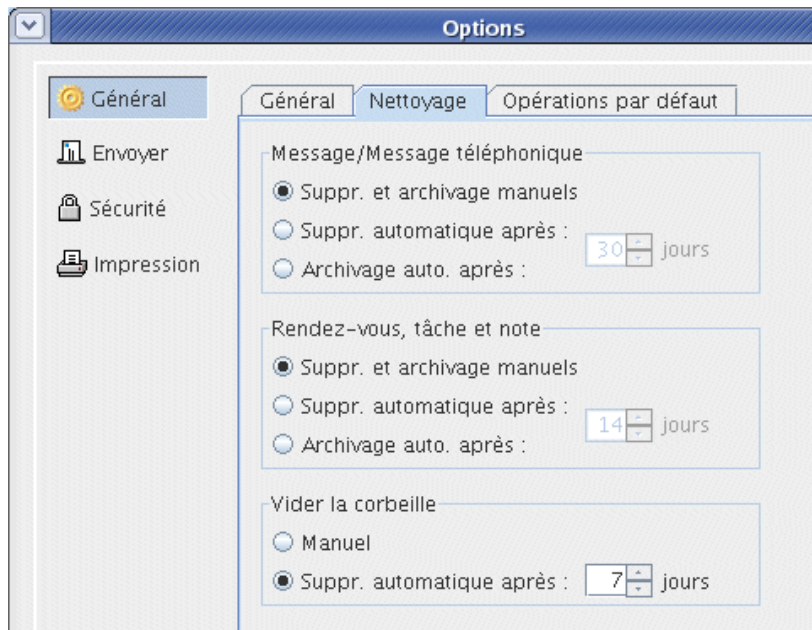 Options
Général
Envoyer
Sécurité
Impression
Général
Nettoyage
Opérations par défaut
Message/Message téléphonique
Suppr. et archivage manuels
Suppr. automatique après :
30 jours
Archivage auto. après :
Rendez-vous, tâche et note
Suppr. et archivage manuels
Suppr. automatique après :
14 jours
Archivage auto. après :
Vider la corbeille
Manuel
Suppr. automatique après : 7 jours